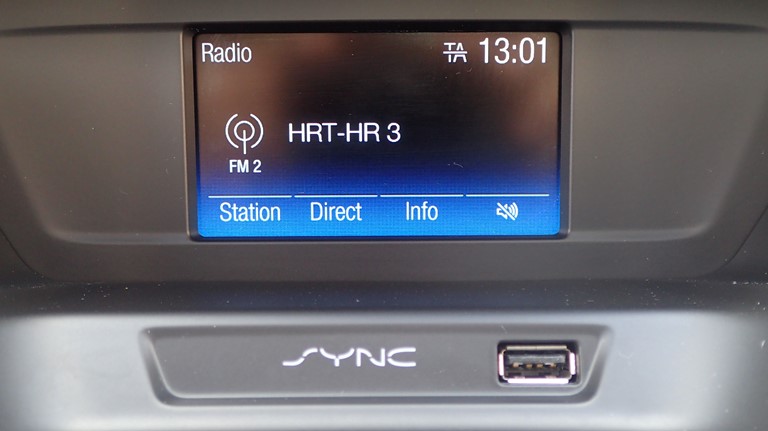 Radio TA 13:01
HRT-HR 3
FM 2
Station Direct Info
SYNC